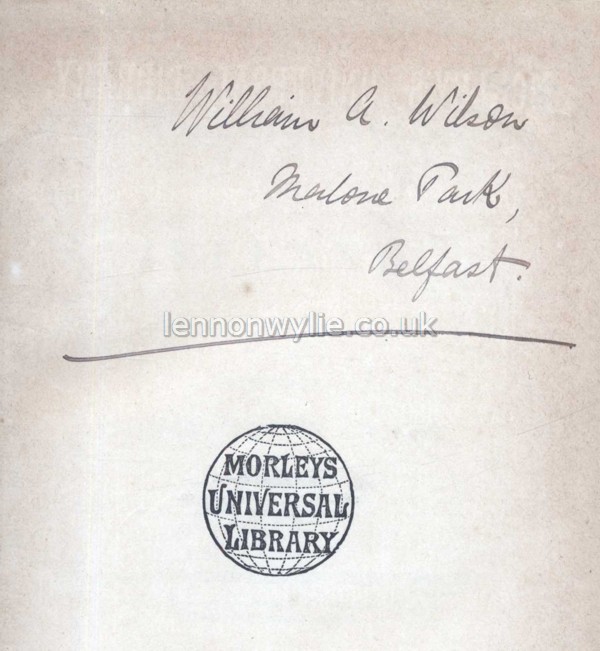 William A. Wilson
Malone Park,
Belfast.
lennonwylie.co.uk
MORLEYS
UNIVERSAL
LIBRARY